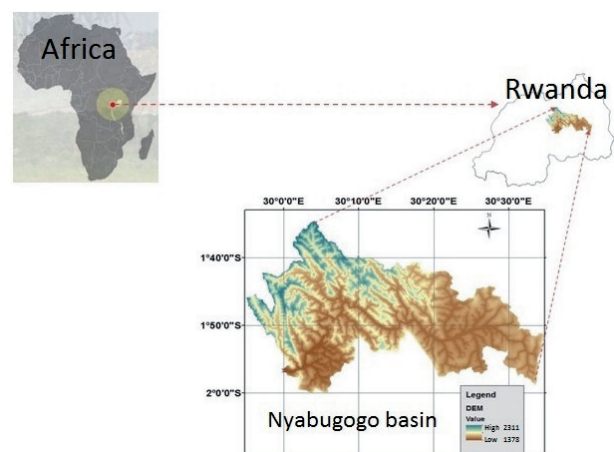 Africa
Rwanda
30°0'0"E 30°10'0"E 30°20'0"E 30°30'0"E
N
1°40'0"S
1°50'0"S
2°0'0"S
Nyabugogo basin
Legend
DEM
Value
High 2311
Low 1378